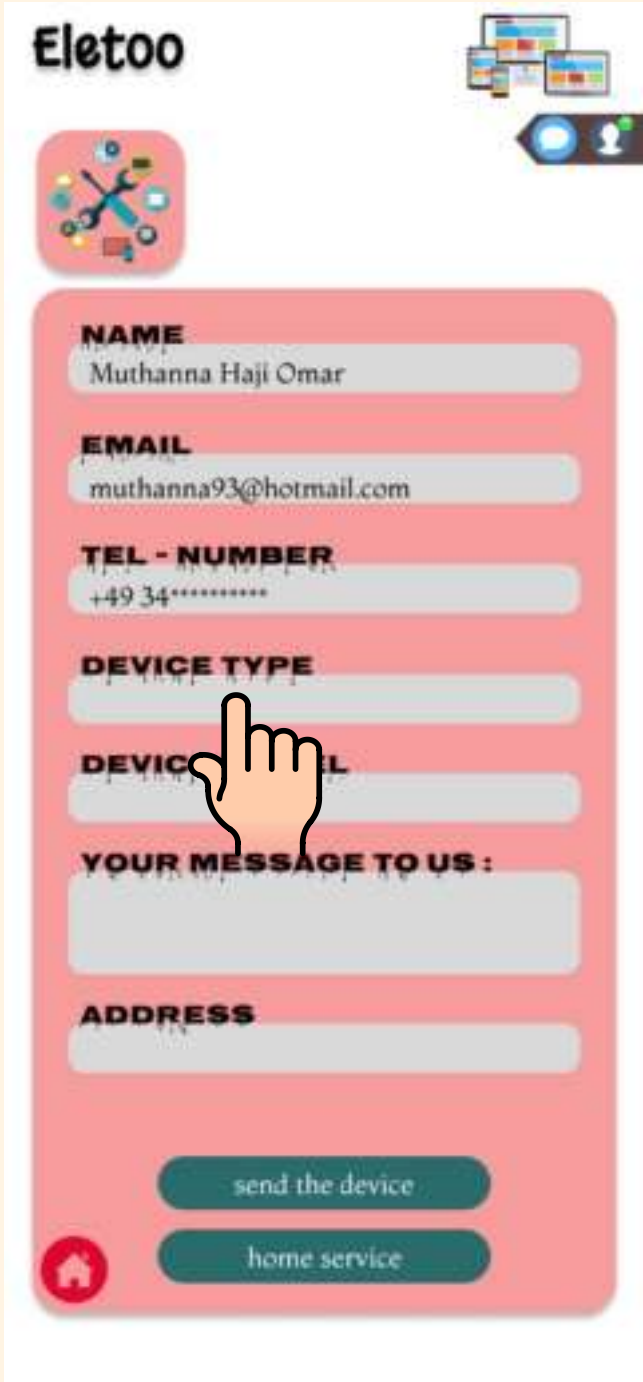 Eletoo
NAME
Muthanna Haji Omar
EMAIL
muthanna93@hotmail.com
TEL - NUMBER
+49 34**********
DEVICE TYPE
YOUR MESSAGE TO US :
ADDRESS
send the device
home service